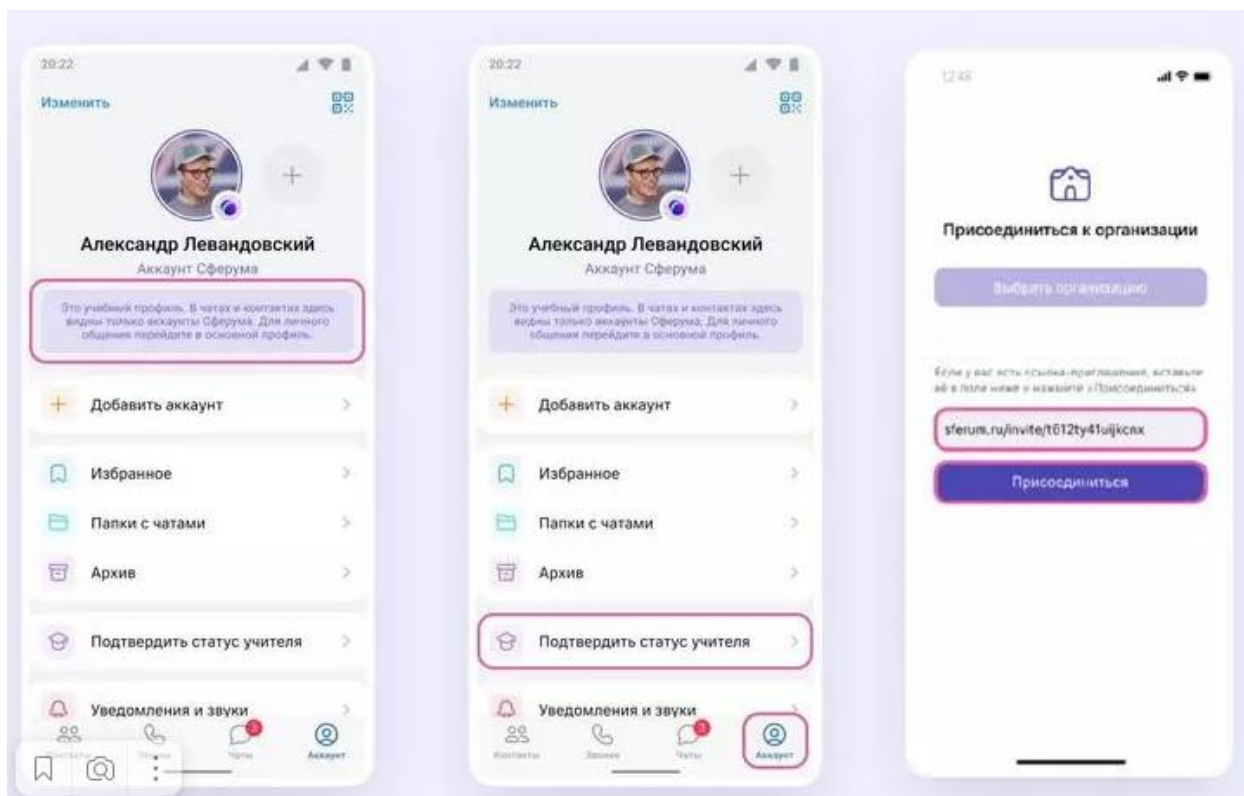 20:22
Изменить
Александр Левандовский
Аккаунт Сферума
Это учебный профиль. В чатах и контактах здесь
видны только аккаунты Сферума. Для личного
общения перейдите в основной профиль.
Добавить аккаунт
Избранное
Папки с чатами
Архив
Подтвердить статус учителя
Уведомления и звуки
3
Чаты
Аккаунт
20:22
Изменить
Александр Левандовский
Аккаунт Сферума
Это учебный профиль. В чатах и контактах здесь
видны только аккаунты Сферума. Для личного
общения перейдите в основной профиль.
Добавить аккаунт
Избранное
Папки с чатами
Архив
Подтвердить статус учителя
Уведомления и звуки
3
Контакты
Звонки
Чаты
Аккаунт
12:48
Присоединиться к организации
Выбрать организацию
Если у вас есть ссылка-приглашение, вставьте
её в поле ниже и нажмите «Присоединиться»
sferum.ru/invite/t612ty41uijkcnx
Присоединиться